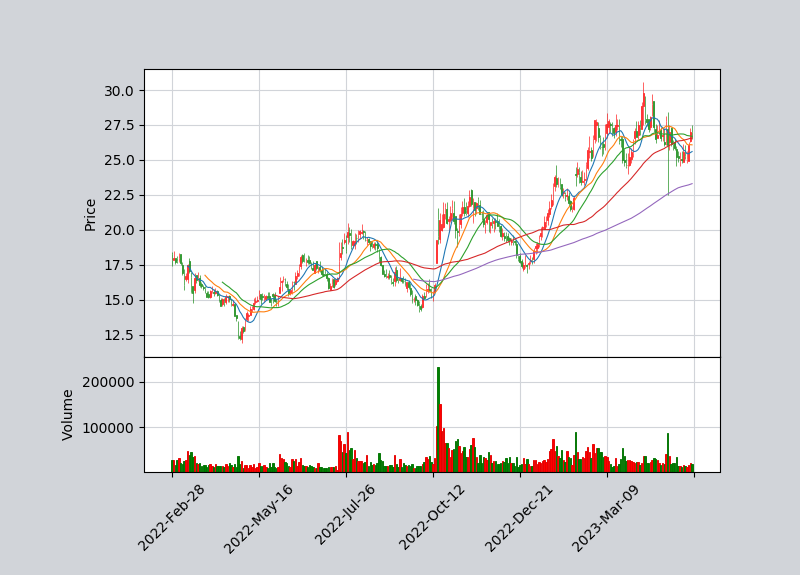 30.0
27.5
25.0
22.5
20.0
17.5
15.0
12.5
Price
200000
100000
Volume
2022-Feb-28
2022-May-16
2022-Jul-26
2022-Oct-12
2022-Dec-21
2023-Mar-09